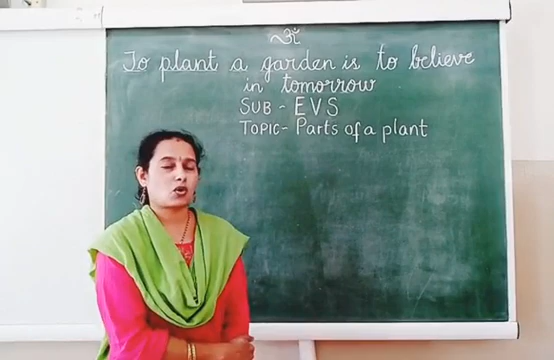 ॐ
To plant a garden is to believe
in tomorrow
SUB - EVS
TOPIC- Parts of a plant